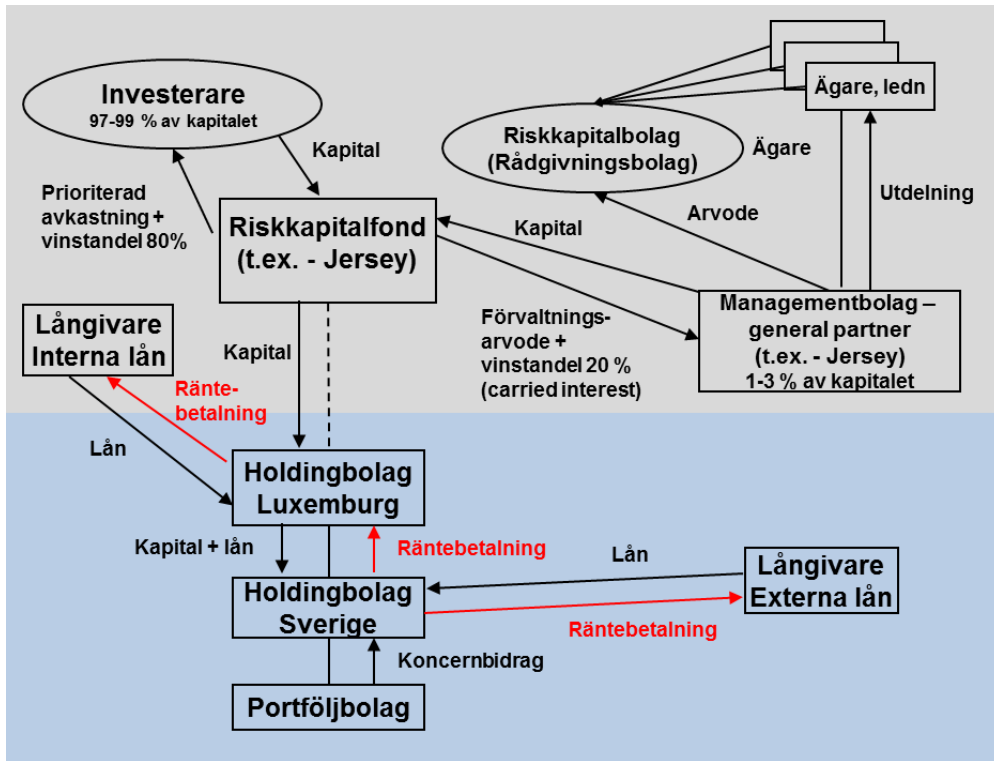 Investerare
97-99 % av kapitalet
Kapital
Prioriterad
avkastning +
vinstandel 80%
Ägare, ledn
Riskkapitalbolag
(Rådgivningsbolag)
Ägare
Utdelning
Arvode
Kapital
Riskkapitalfond
(t.ex. - Jersey)
Managementbolag –
general partner
(t.ex. - Jersey)
1-3 % av kapitalet
Förvaltnings-
arvode +
vinstandel 20 %
(carried interest)
Långivare
Interna lån
Kapital
Ränte-
betalning
Lån
Holdingbolag
Luxemburg
Kapital + lån
Räntebetalning
Lån
Långivare
Externa lån
Holdingbolag
Sverige
Räntebetalning
Koncernbidrag
Portföljbolag